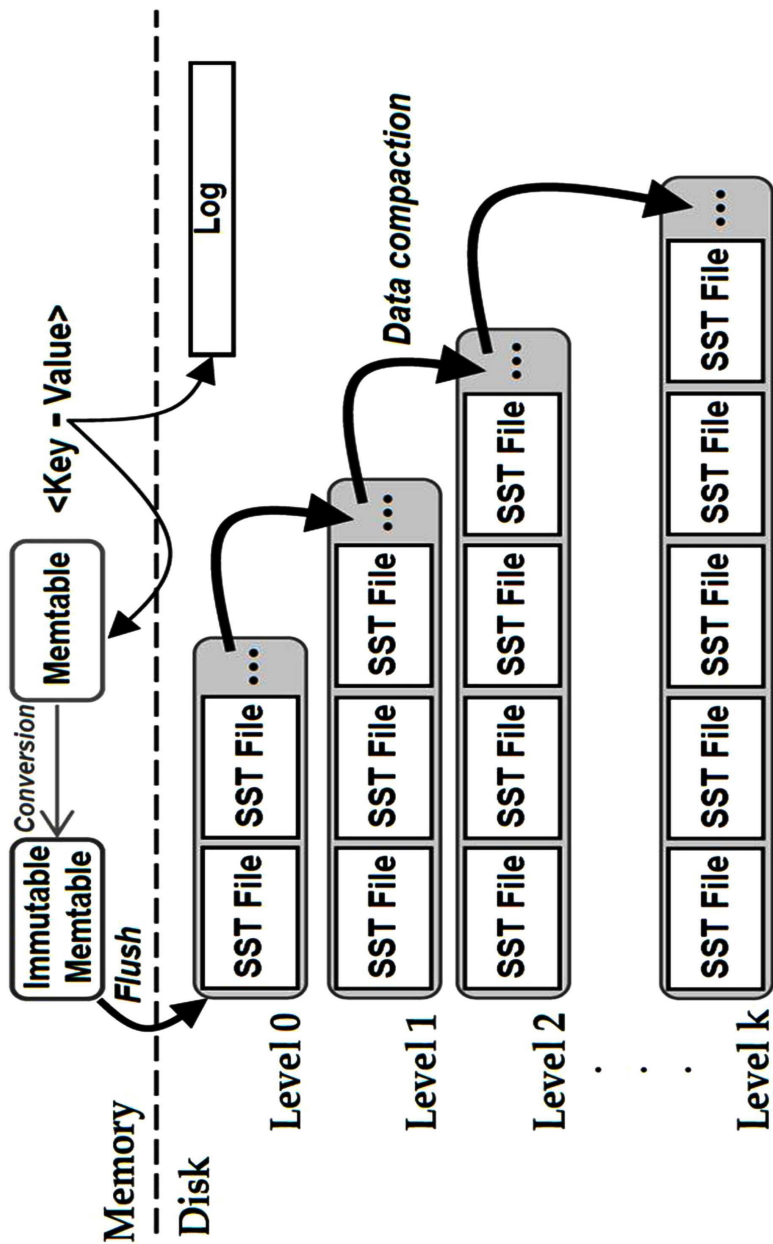 <Key - Value>
Memtable
Conversion
Immutable
Memtable
Flush
Memory
Disk
Log
Level 0
SST File
SST File
...
Level 1
SST File
SST File
SST File
...
Data compaction
Level 2
SST File
SST File
SST File
SST File
...
. . .
Level k
SST File
SST File
SST File
SST File
SST File
...